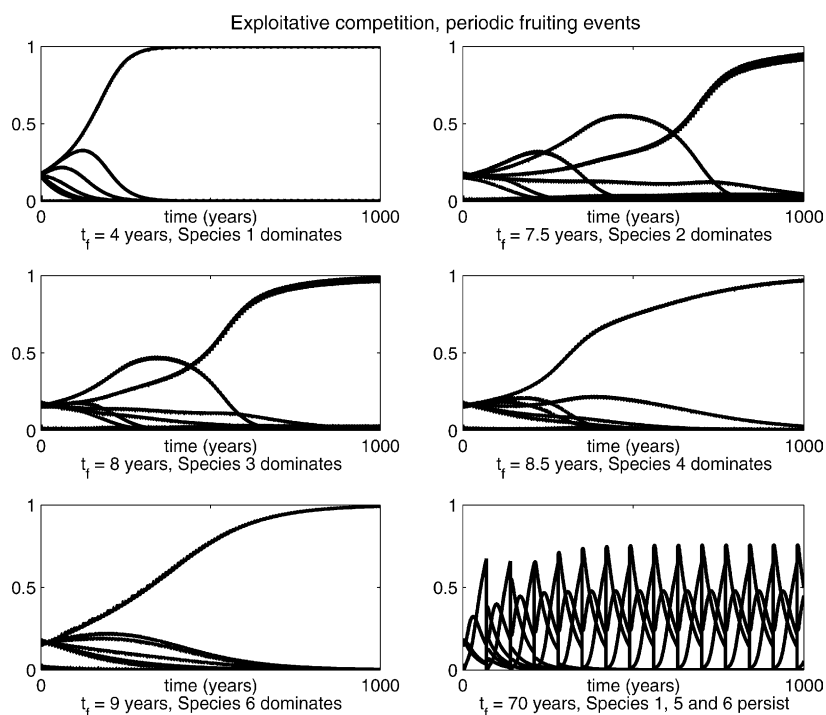 Exploitative competition, periodic fruiting events
1
0.5
0
0
time (years)
1000
t_f = 4 years, Species 1 dominates
1
0.5
0
0
time (years)
1000
t_f = 7.5 years, Species 2 dominates
1
0.5
0
0
time (years)
1000
t_f = 8 years, Species 3 dominates
1
0.5
0
0
time (years)
1000
t_f = 8.5 years, Species 4 dominates
1
0.5
0
0
time (years)
1000
t_f = 9 years, Species 6 dominates
1
0.5
0
0
time (years)
1000
t_f = 70 years, Species 1, 5 and 6 persist